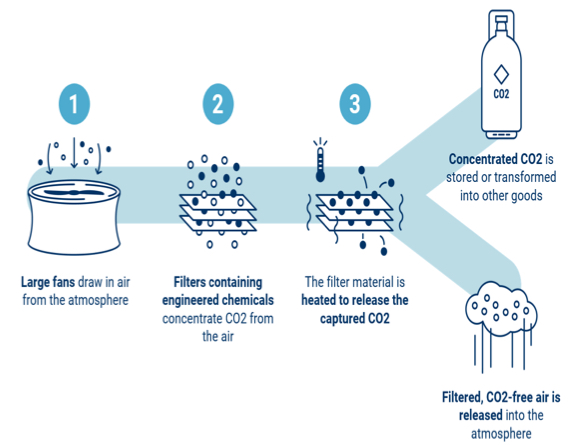 1
2
3
CO2
Large fans draw in air
from the atmosphere
Filters containing
engineered chemicals
concentrate CO2 from
the air
The filter material is
heated to release the
captured CO2
Concentrated CO2 is
stored or transformed
into other goods
Filtered, CO2-free air is
released into the
atmosphere